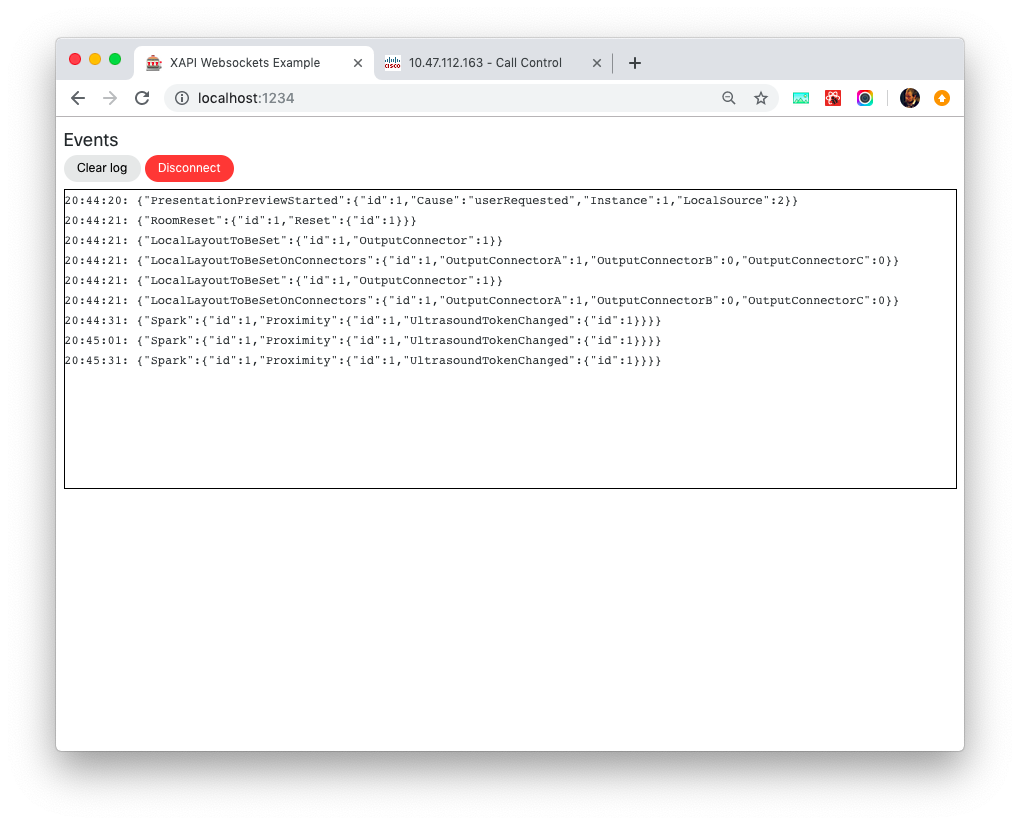 XAPI Websockets Example
10.47.112.163 - Call Control
localhost:1234
Events
Clear log
Disconnect
20:44:20: {"PresentationPreviewStarted":{"id":1,"Cause":"userRequested","Instance":1,"LocalSource":2}}
20:44:21: {"RoomReset":{"id":1,"Reset":{"id":1}}}
20:44:21: {"LocalLayoutToBeSet":{"id":1,"OutputConnector":1}}
20:44:21: {"LocalLayoutToBeSetOnConnectors":{"id":1,"OutputConnectorA":1,"OutputConnectorB":0,"OutputConnectorC":0}}
20:44:21: {"LocalLayoutToBeSet":{"id":1,"OutputConnector":1}}
20:44:21: {"LocalLayoutToBeSetOnConnectors":{"id":1,"OutputConnectorA":1,"OutputConnectorB":0,"OutputConnectorC":0}}
20:44:31: {"Spark":{"id":1,"Proximity":{"id":1,"UltrasoundTokenChanged":{"id":1}}}}
20:45:01: {"Spark":{"id":1,"Proximity":{"id":1,"UltrasoundTokenChanged":{"id":1}}}}
20:45:31: {"Spark":{"id":1,"Proximity":{"id":1,"UltrasoundTokenChanged":{"id":1}}}}